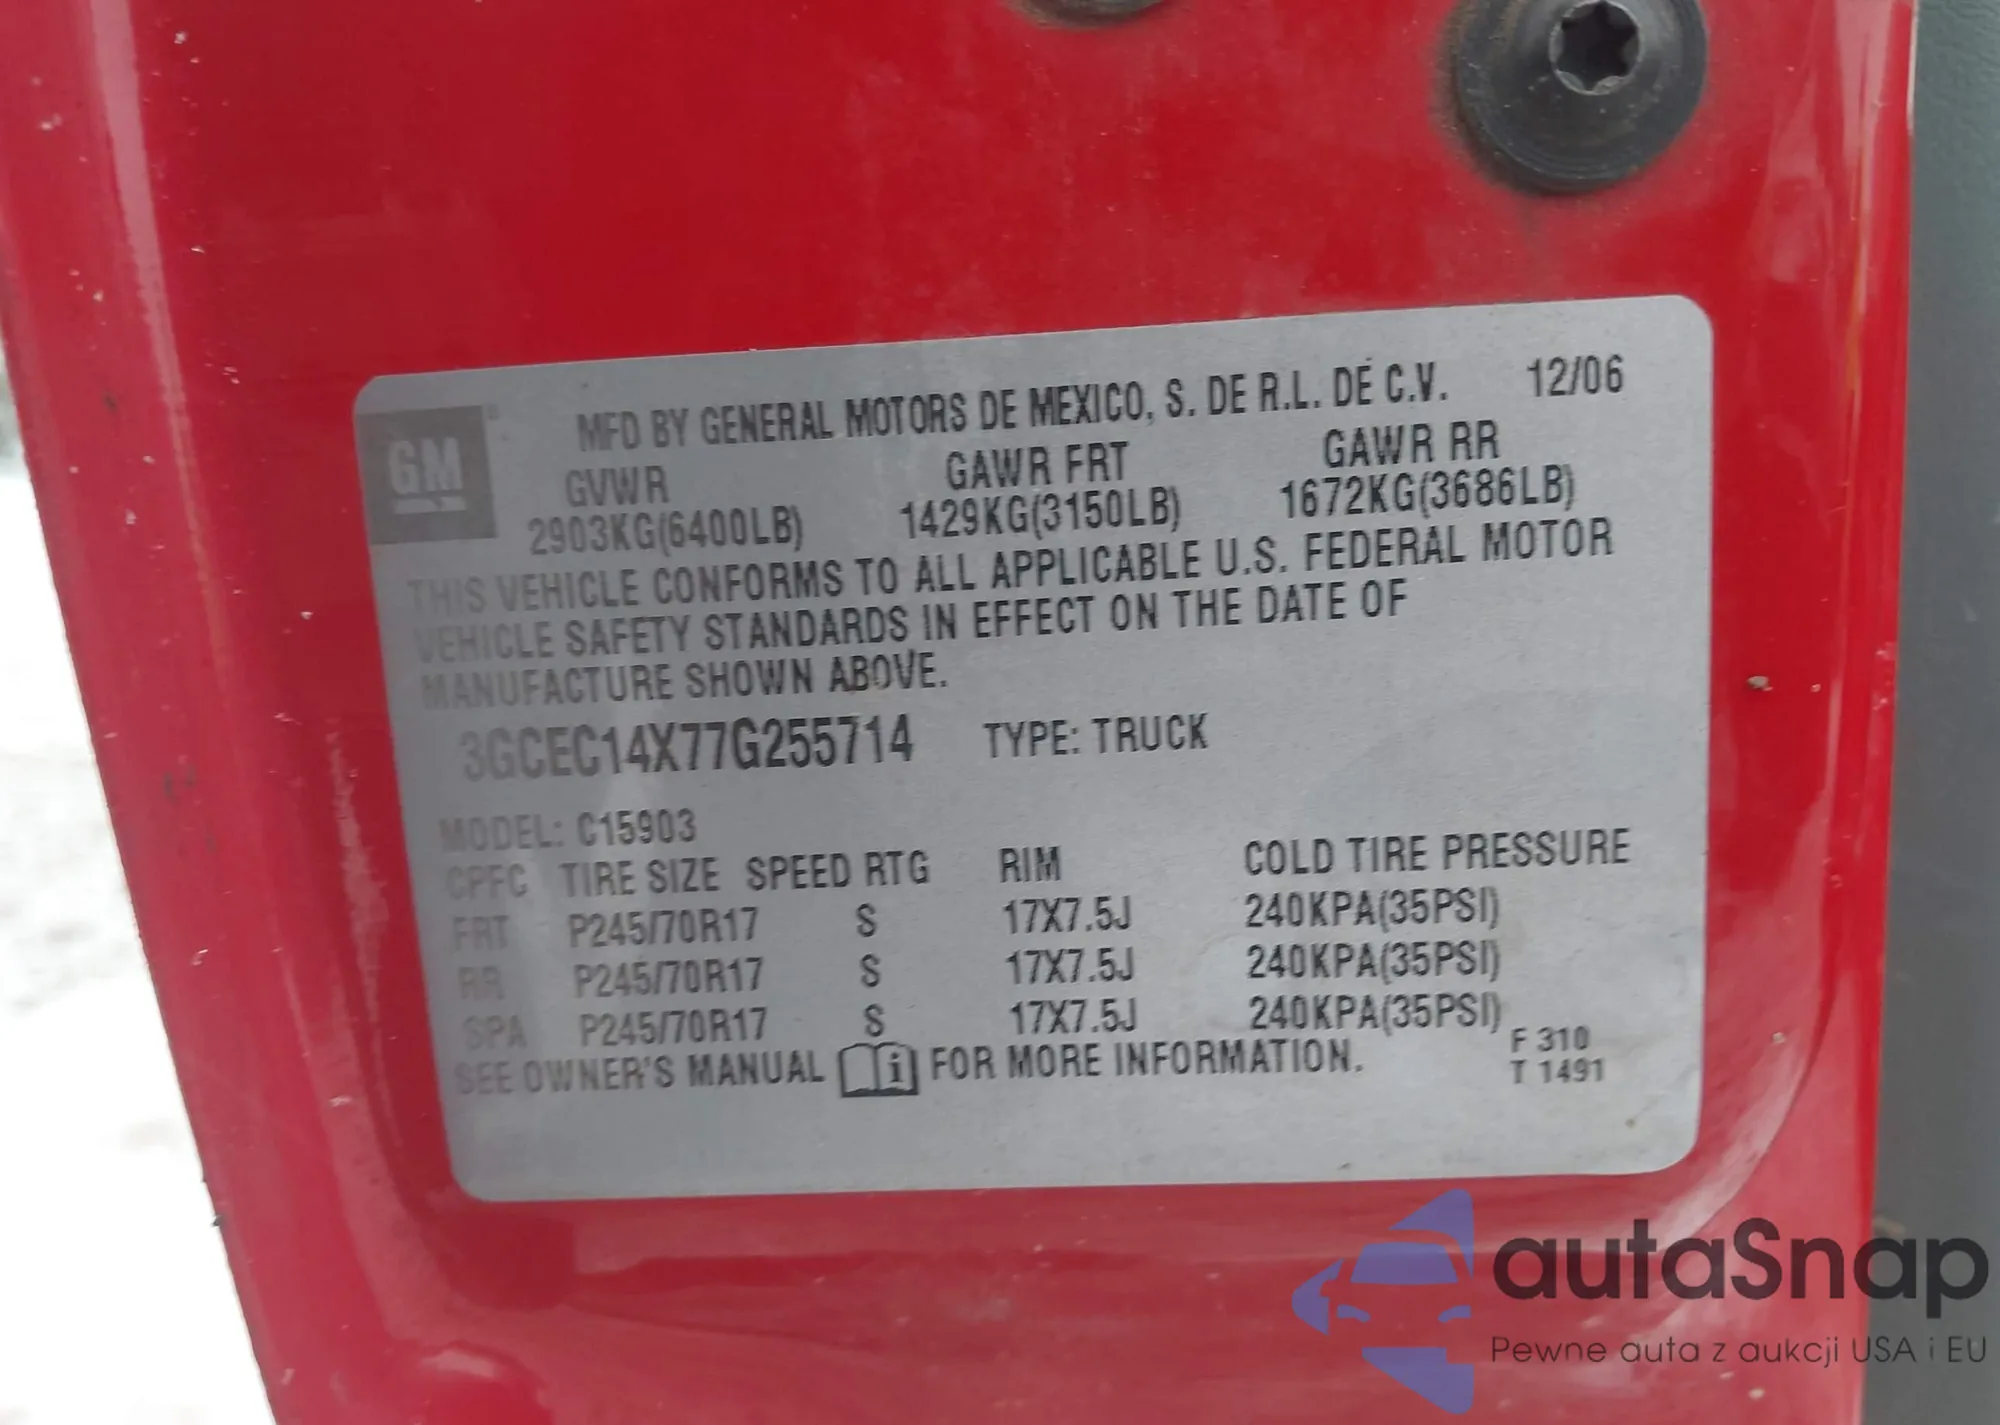 GM
MFD BY GENERAL MOTORS DE MEXICO, S. DE R.L. DE C.V. 12/06
GVWR GAWR FRT GAWR RR
2903KG(6400LB) 1429KG(3150LB) 1672KG(3686LB)
THIS VEHICLE CONFORMS TO ALL APPLICABLE U.S. FEDERAL MOTOR
VEHICLE SAFETY STANDARDS IN EFFECT ON THE DATE OF
MANUFACTURE SHOWN ABOVE.
3GCEC14X77G255714 TYPE: TRUCK
MODEL: C15903
CPFC TIRE SIZE SPEED RTG RIM COLD TIRE PRESSURE
FRT P245/70R17 S 17X7.5J 240KPA(35PSI)
RR P245/70R17 S 17X7.5J 240KPA(35PSI)
SPA P245/70R17 S 17X7.5J 240KPA(35PSI)
SEE OWNER'S MANUAL i FOR MORE INFORMATION.
F 310
T 1491
autaSnap
Pewne auta z aukcji USA i EU